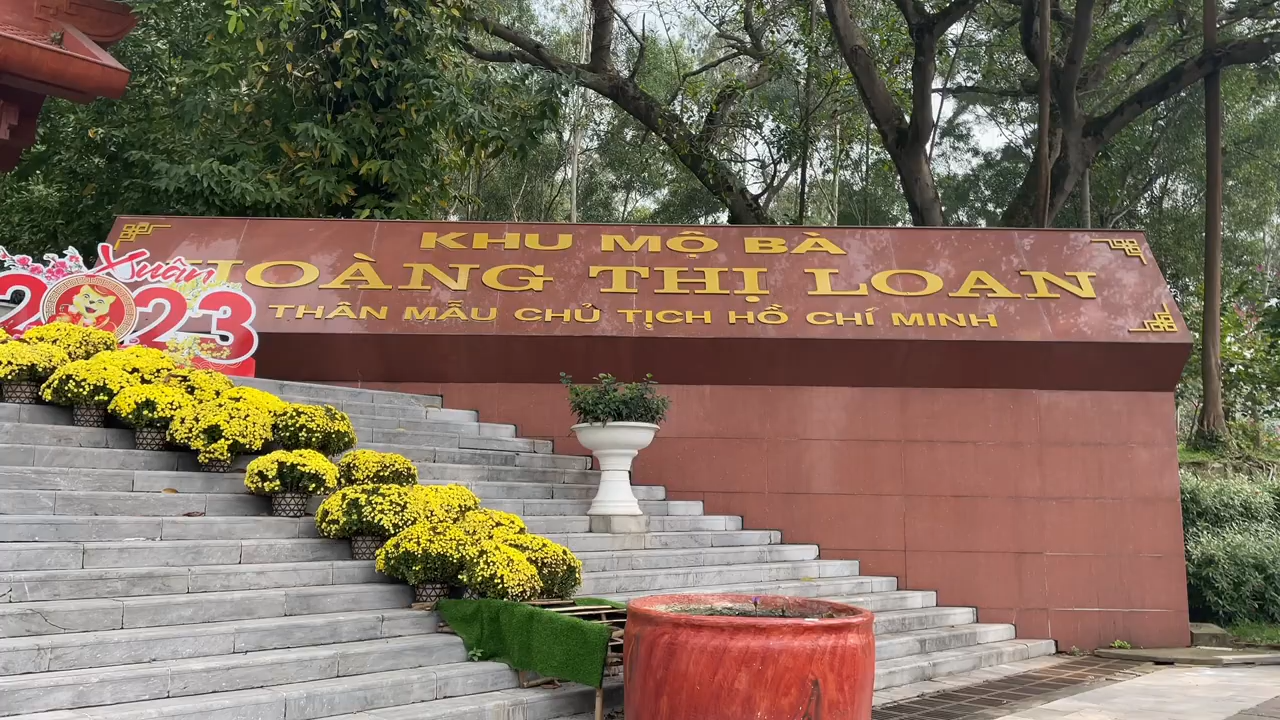 KHU MỘ BÀ
HOÀNG THỊ LOAN
THÂN MẪU CHỦ TỊCH HỒ CHÍ MINH
Xuân
2023